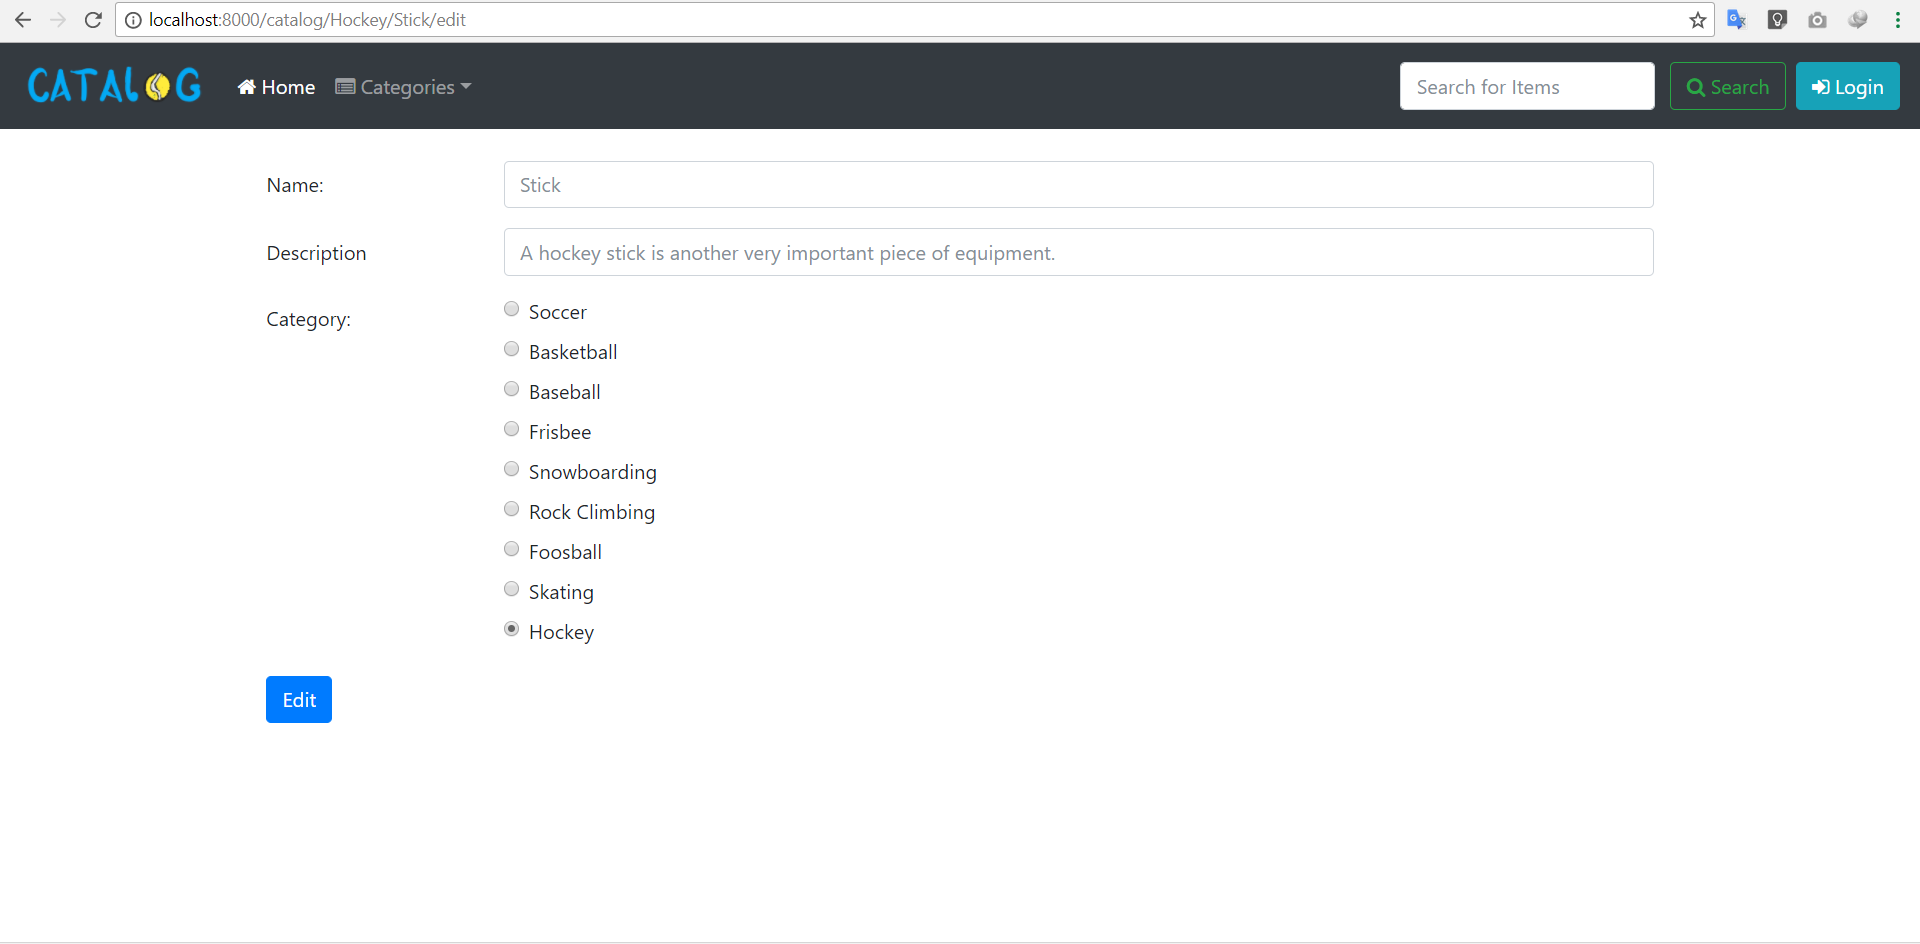 localhost:8000/catalog/Hockey/Stick/edit
CATALOG Home Categories Search for Items Search Login
Name: Stick
Description A hockey stick is another very important piece of equipment.
Category: Soccer
Basketball
Baseball
Frisbee
Snowboarding
Rock Climbing
Foosball
Skating
Hockey
Edit